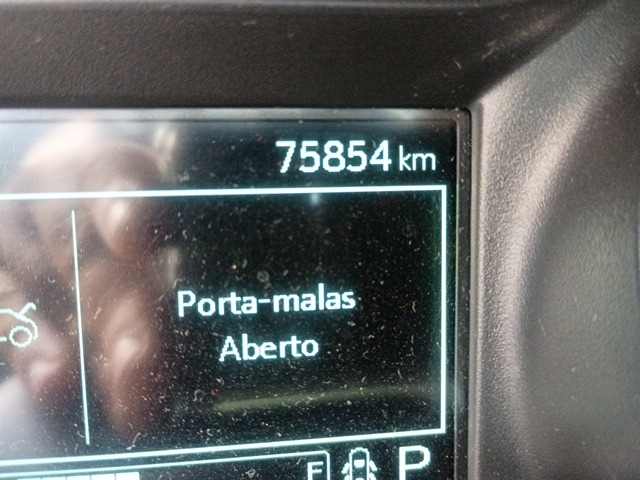 75854 km
Porta-malas
Aberto
F
P